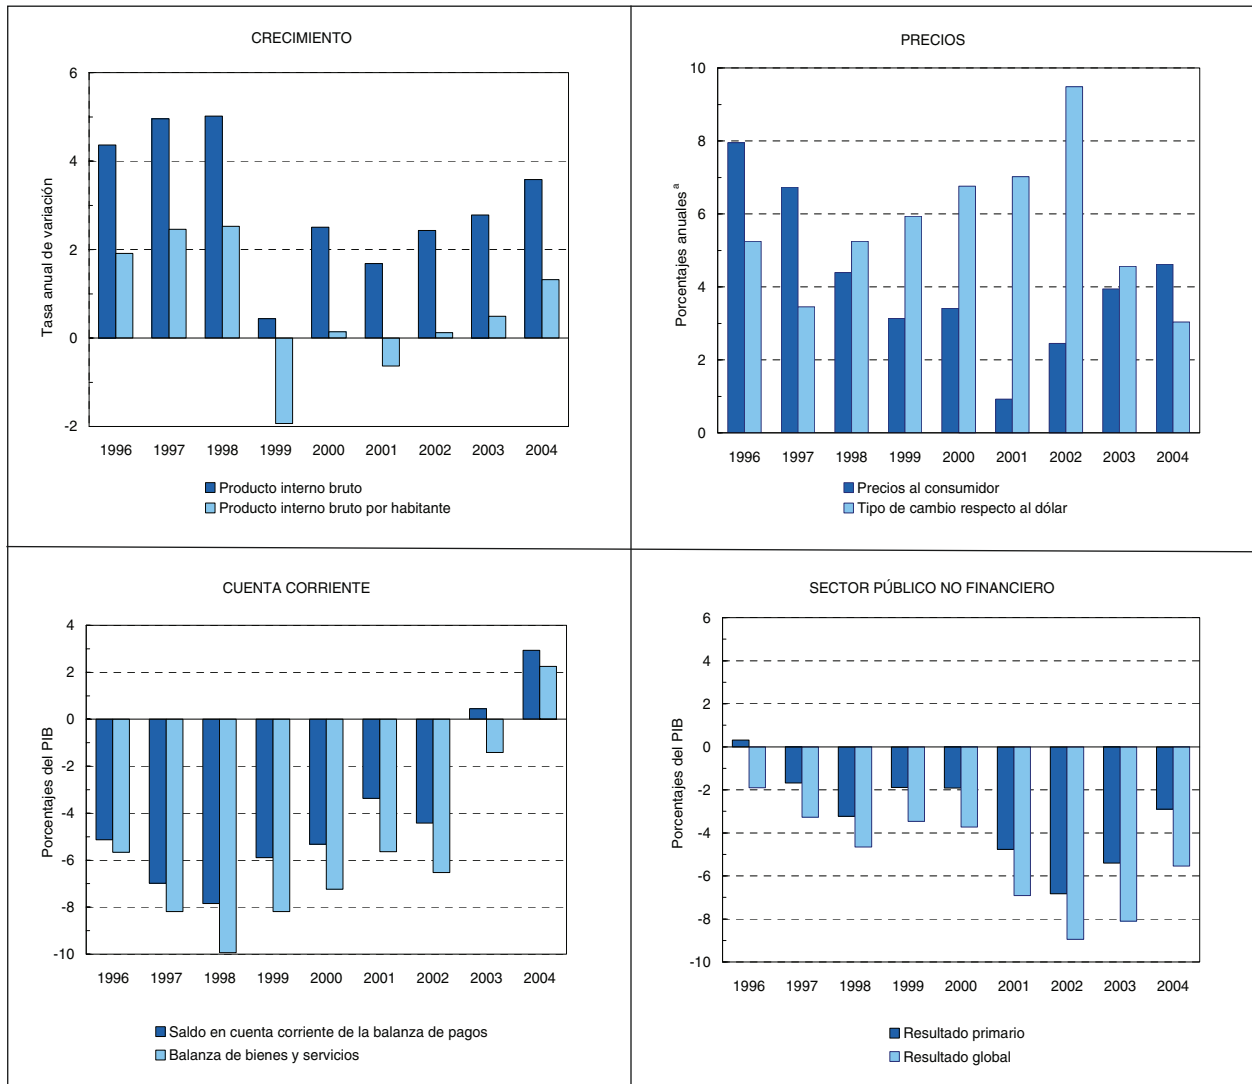 CRECIMIENTO
6
4
2
0
-2
Tasa anual de variación
1996 1997 1998 1999 2000 2001 2002 2003 2004
Producto interno bruto
Producto interno bruto por habitante
PRECIOS
10
8
6
4
2
0
Porcentajes anuales a
1996 1997 1998 1999 2000 2001 2002 2003 2004
Precios al consumidor
Tipo de cambio respecto al dólar
CUENTA CORRIENTE
4
2
0
-2
-4
-6
-8
-10
Porcentajes del PIB
1996 1997 1998 1999 2000 2001 2002 2003 2004
Saldo en cuenta corriente de la balanza de pagos
Balanza de bienes y servicios
SECTOR PÚBLICO NO FINANCIERO
6
4
2
0
-2
-4
-6
-8
-10
Porcentajes del PIB
1996 1997 1998 1999 2000 2001 2002 2003 2004
Resultado primario
Resultado global